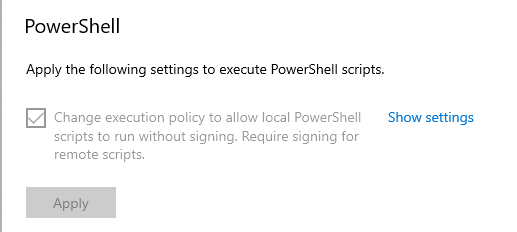 PowerShell
Apply the following settings to execute PowerShell scripts.
Change execution policy to allow local PowerShell
scripts to run without signing. Require signing for
remote scripts.
Show settings
Apply